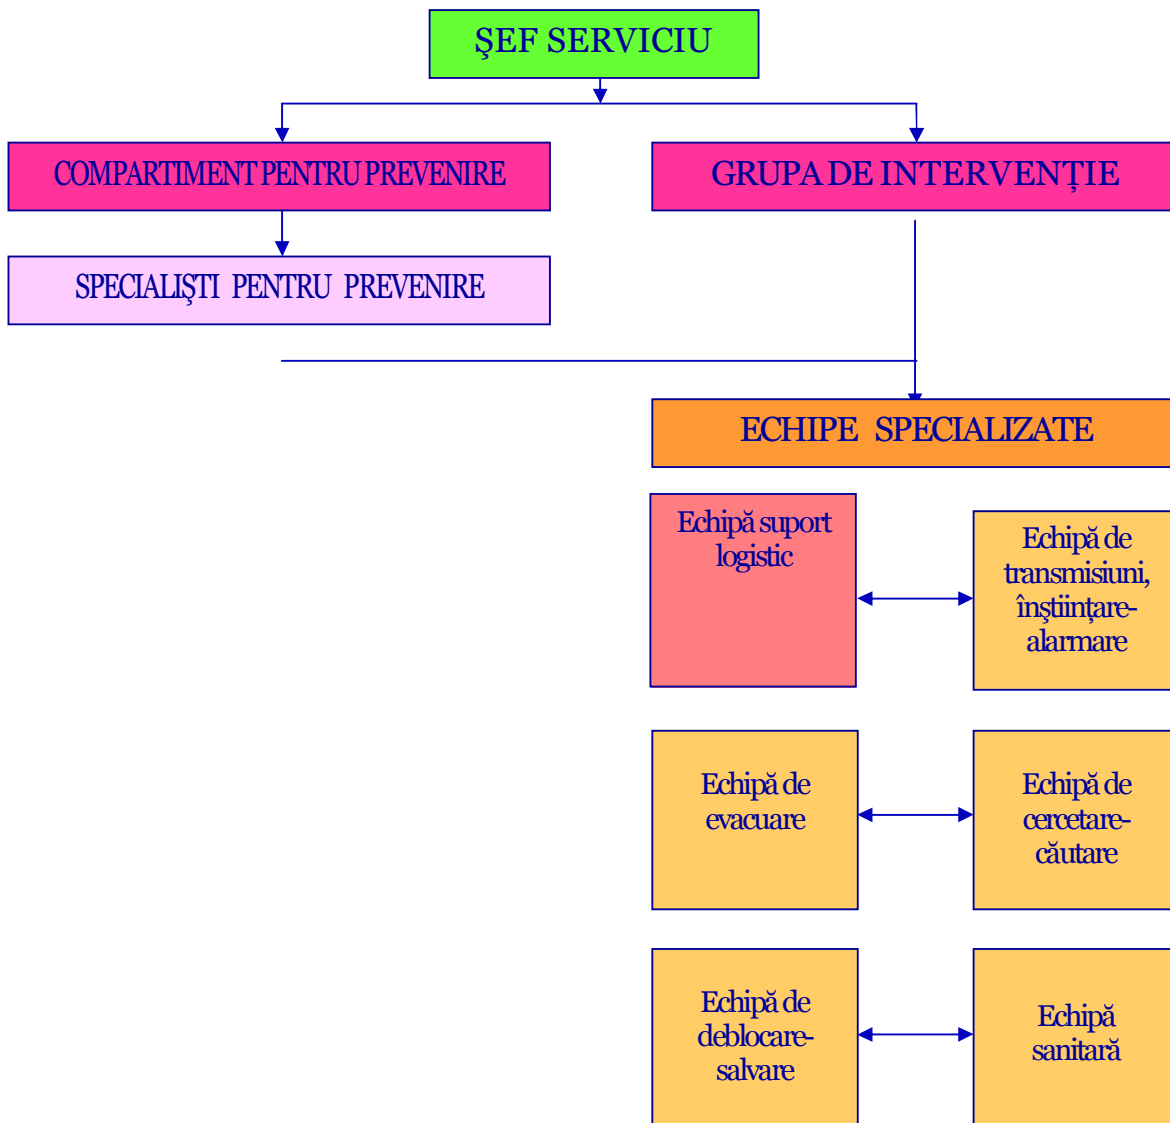 ŞEF SERVICIU
COMPARTIMENT PENTRU PREVENIRE
GRUPA DE INTERVENȚIE
SPECIALIŞTI PENTRU PREVENIRE
ECHIPE SPECIALIZATE
Echipă suport
logistic
Echipă de
transmisiuni,
înştiințare-
alarmare
Echipă de
evacuare
Echipă de
cercetare-
căutare
Echipă de
deblocare-
salvare
Echipă
sanitară